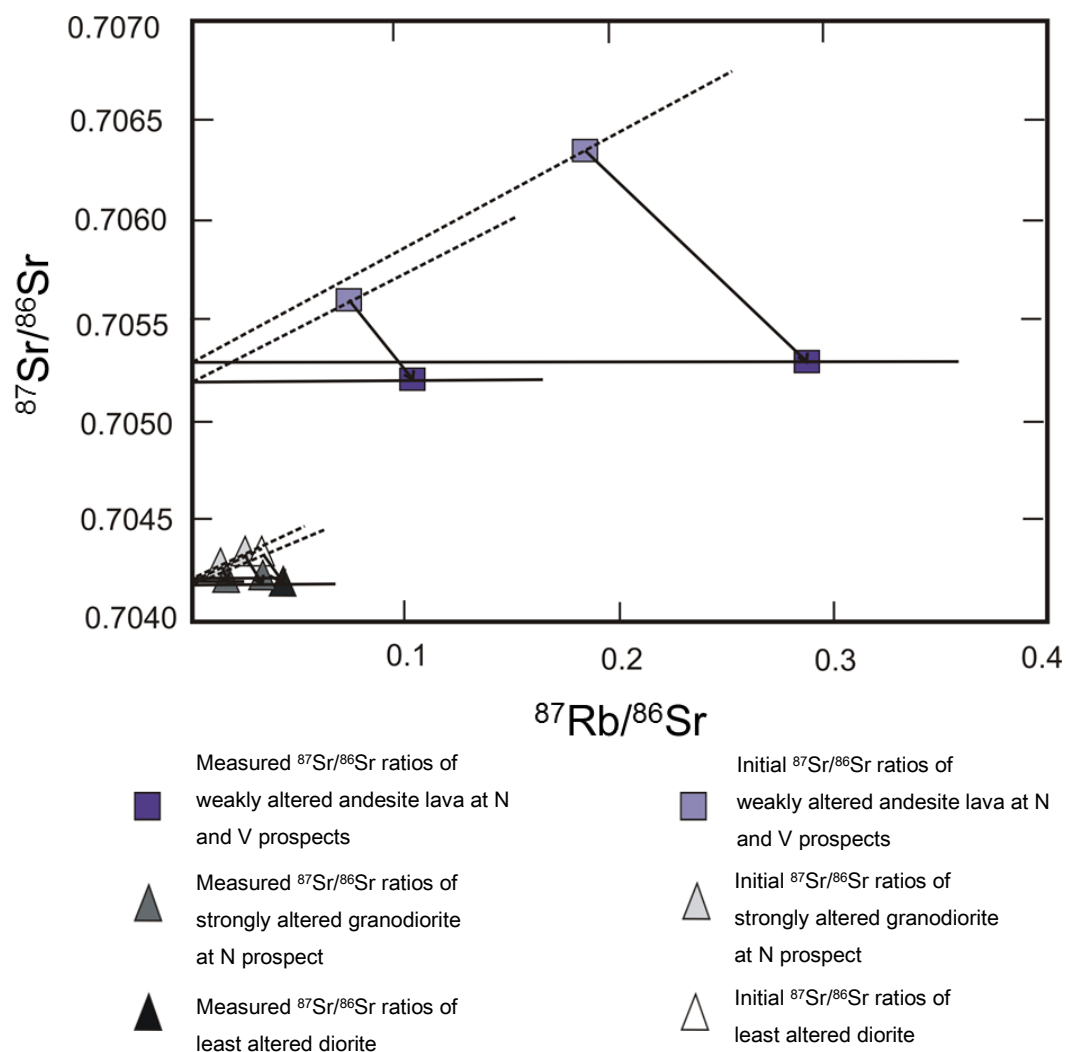 0.7070
0.7065
0.7060
0.7055
0.7050
0.7045
0.7040
⁸⁷Sr/⁸⁶Sr
0.1
0.2
0.3
0.4
⁸⁷Rb/⁸⁶Sr
Measured ⁸⁷Sr/⁸⁶Sr ratios of
weakly altered andesite lava at N
and V prospects
Measured ⁸⁷Sr/⁸⁶Sr ratios of
strongly altered granodiorite
at N prospect
Measured ⁸⁷Sr/⁸⁶Sr ratios of
least altered diorite
Initial ⁸⁷Sr/⁸⁶Sr ratios of
weakly altered andesite lava at N
and V prospects
Initial ⁸⁷Sr/⁸⁶Sr ratios of
strongly altered granodiorite
at N prospect
Initial ⁸⁷Sr/⁸⁶Sr ratios of
least altered diorite